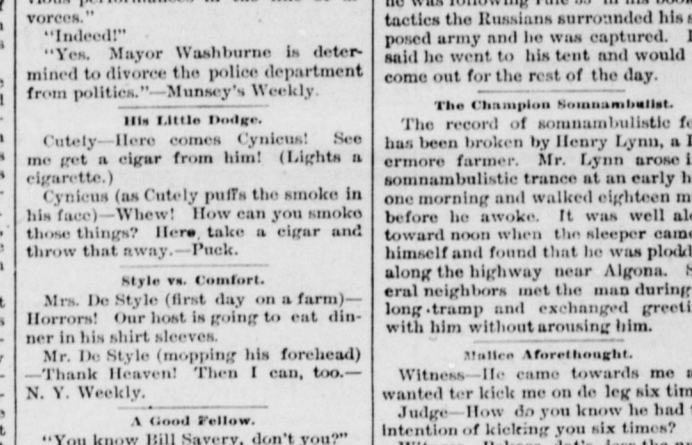 vorces."
"Indeed!"
"Yes. Mayor Washburne is deter-
mined to divorce the police department
from politics."—Munsey's Weekly.
His Little Dodge.
Cutely—Here comes Cynicus! See
me get a cigar from him! (Lights a
cigarette.)
Cynicus (as Cutely puffs the smoke in
his face)—Whew! How can you smoke
those things? Here, take a cigar and
throw that away.—Puck.
Style vs. Comfort.
Mrs. De Style (first day on a farm)—
Horrors! Our host is going to eat din-
ner in his shirt sleeves.
Mr. De Style (mopping his forehead)
—Thank Heaven! Then I can, too.—
N. Y. Weekly.
A Good Fellow.
"You know Bill Savery, don't you?"
tactics the Russians surrounded his
posed army and he was captured.
said he went to his tent and would
come out for the rest of the day.
The Champion Somnambulist.
The record of somnambulistic
has been broken by Henry Lynn, a
ermore farmer. Mr. Lynn arose
somnambulistic trance at an early
one morning and walked eighteen
before he awoke. It was well
toward noon when the sleeper
himself and found that he was
along the highway near Algona.
eral neighbors met the man during
long tramp and exchanged
with him without arousing him.
Malice Aforethought.
Witness—He came towards me
wanted ter kick me on de leg six
Judge—How do you know he had
intention of kicking you six times?